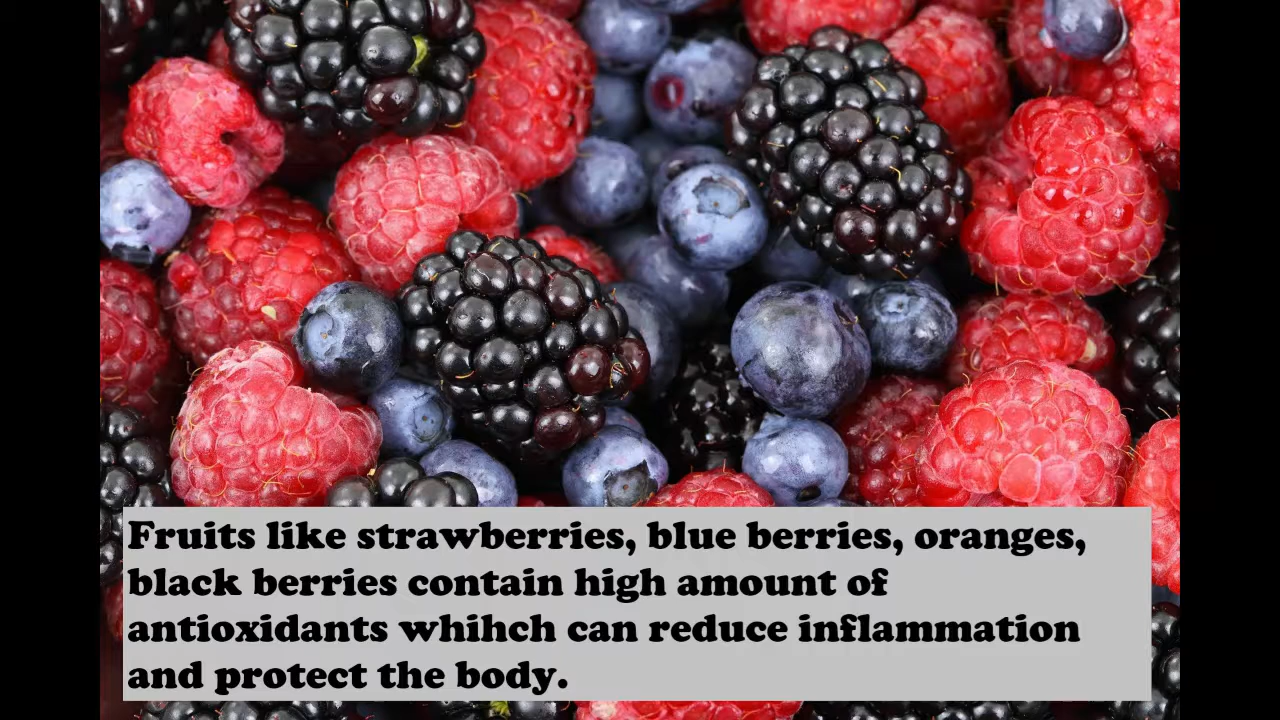 Fruits like strawberries, blue berries, oranges,
black berries contain high amount of
antioxidants whihch can reduce inflammation
and protect the body.